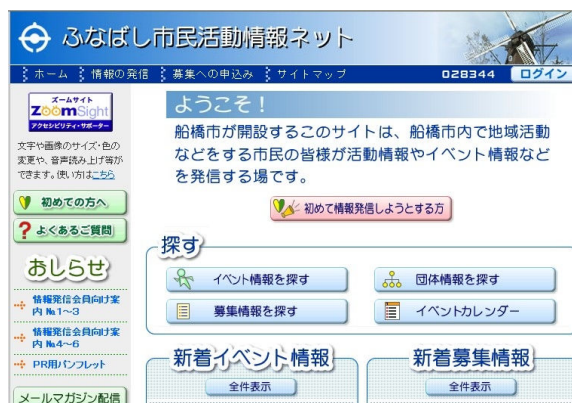 ふなばし市民活動情報ネット
ホーム 情報の発信 募集への申込み サイトマップ 028344 ログイン
ズームサイト
ZoomSight
アクセシビリティ・サポーター
文字や画像のサイズ・色の
変更や、音声読み上げ等が
できます。使い方はこちら
初めての方へ
よくあるご質問
おしらせ
情報発信会員向け案
内 №1～3
情報発信会員向け案
内 №4～6
PR用パンフレット
メールマガジン配信
ようこそ！
船橋市が開設するこのサイトは、船橋市内で地域活動
などをする市民の皆様が活動情報やイベント情報など
を発信する場です。
初めて情報発信しようとする方
探す
イベント情報を探す 団体情報を探す
募集情報を探す イベントカレンダー
新着イベント情報 新着募集情報
全件表示 全件表示